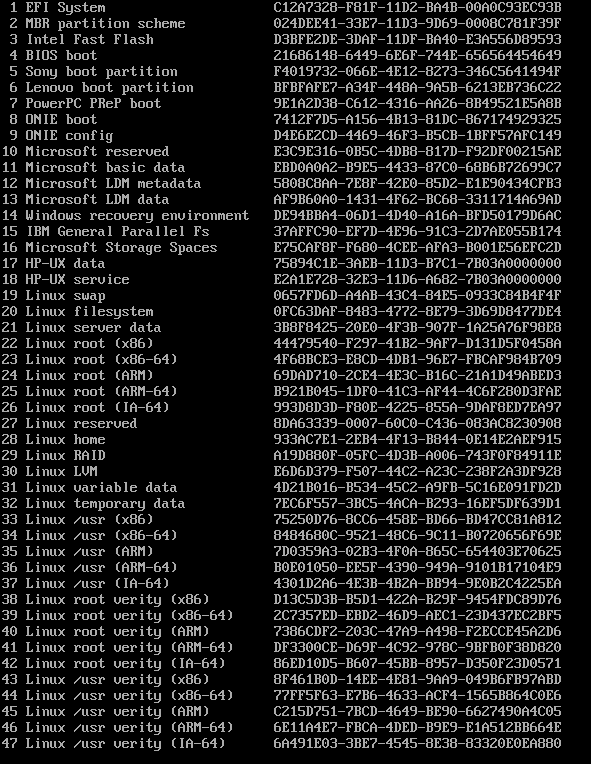 1 EFI System C12A7328-F81F-11D2-BA4B-00A0C93EC93B
2 MBR partition scheme 024DEE41-33E7-11D3-9D69-0008C781F39F
3 Intel Fast Flash D3BFE2DE-3DAF-11DF-BA40-E3A556D89593
4 BIOS boot 21686148-6449-6E6F-744E-656564454649
5 Sony boot partition F4019732-066E-4E12-8273-346C5641494F
6 Lenovo boot partition BFBFAFE7-A34F-448A-9A5B-6213EB736C22
7 PowerPC PReP boot 9E1A2D38-C612-4316-AA26-8B49521E5A8B
8 ONIE boot 7412F7D5-A156-4B13-81DC-867174929325
9 ONIE config D4E6E2CD-4469-46F3-B5CB-1BFF57AFC149
10 Microsoft reserved E3C9E316-0B5C-4DB8-817D-F92DF00215AE
11 Microsoft basic data EBD0A0A2-B9E5-4433-87C0-68B6B72699C7
12 Microsoft LDM metadata 5808C8AA-7E8F-42E0-85D2-E1E90434CFB3
13 Microsoft LDM data AF9B60A0-1431-4F62-BC68-3311714A69AD
14 Windows recovery environment DE94BBA4-06D1-4D40-A16A-BFD50179D6AC
15 IBM General Parallel Fs 37AFFC90-EF7D-4E96-91C3-2D7AE055B174
16 Microsoft Storage Spaces E75CAF8F-F680-4CEE-AFA3-B001E56EFC2D
17 HP-UX data 75894C1E-3AEB-11D3-B7C1-7B03A0000000
18 HP-UX service E2A1E728-32E3-11D6-A682-7B03A0000000
19 Linux swap 0657FD6D-A4AB-43C4-84E5-0933C84B4F4F
20 Linux filesystem 0FC63DAF-8483-4772-8E79-3D69D8477DE4
21 Linux server data 3B8F8425-20E0-4F3B-907F-1A25A76F98E8
22 Linux root (x86) 44479540-F297-41B2-9AF7-D131D5F0458A
23 Linux root (x86-64) 4F68BCE3-E8CD-4DB1-96E7-FBCAF984B709
24 Linux root (ARM) 69DAD710-2CE4-4E3C-B16C-21A1D49ABED3
25 Linux root (ARM-64) B921B045-1DF0-41C3-AF44-4C6F280D3FAE
26 Linux root (IA-64) 993D8D3D-F80E-4225-855A-9DAF8ED7EA97
27 Linux reserved 8DA63339-0007-60C0-C436-083AC8230908
28 Linux home 933AC7E1-2EB4-4F13-B844-0E14E2AEF915
29 Linux RAID A19D880F-05FC-4D3B-A006-743F0F84911E
30 Linux LVM E6D6D379-F507-44C2-A23C-238F2A3DF928
31 Linux variable data 4D21B016-B534-45C2-A9FB-5C16E091FD2D
32 Linux temporary data 7EC6F557-3BC5-4ACA-B293-16EF5DF639D1
33 Linux /usr (x86) 75250D76-8CC6-458E-BD66-BD47CC81A812
34 Linux /usr (x86-64) 8484680C-9521-48C6-9C11-B0720656F69E
35 Linux /usr (ARM) 7D0359A3-02B3-4F0A-865C-654403E70625
36 Linux /usr (ARM-64) B0E01050-EE5F-4390-949A-9101B17104E9
37 Linux /usr (IA-64) 4301D2A6-4E3B-4B2A-BB94-9E0B2C4225EA
38 Linux root verity (x86) D13C5D3B-B5D1-422A-B29F-9454FDC89D76
39 Linux root verity (x86-64) 2C7357ED-EBD2-46D9-AEC1-23D437EC2BF5
40 Linux root verity (ARM) 7386CDF2-203C-47A9-A498-F2ECCE45A2D6
41 Linux root verity (ARM-64) DF3300CE-D69F-4C92-978C-9BFB0F38D820
42 Linux root verity (IA-64) 86ED10D5-B607-45BB-8957-D350F23D0571
43 Linux /usr verity (x86) 8F461B0D-14EE-4E81-9AA9-049B6FB97ABD
44 Linux /usr verity (x86-64) 77FF5F63-E7B6-4633-ACF4-1565B864C0E6
45 Linux /usr verity (ARM) C215D751-7BCD-4649-BE90-6627490A4C05
46 Linux /usr verity (ARM-64) 6E11A4E7-FBCA-4DED-B9E9-E1A512BB664E
47 Linux /usr verity (IA-64) 6A491E03-3BE7-4545-8E38-83320E0EA880